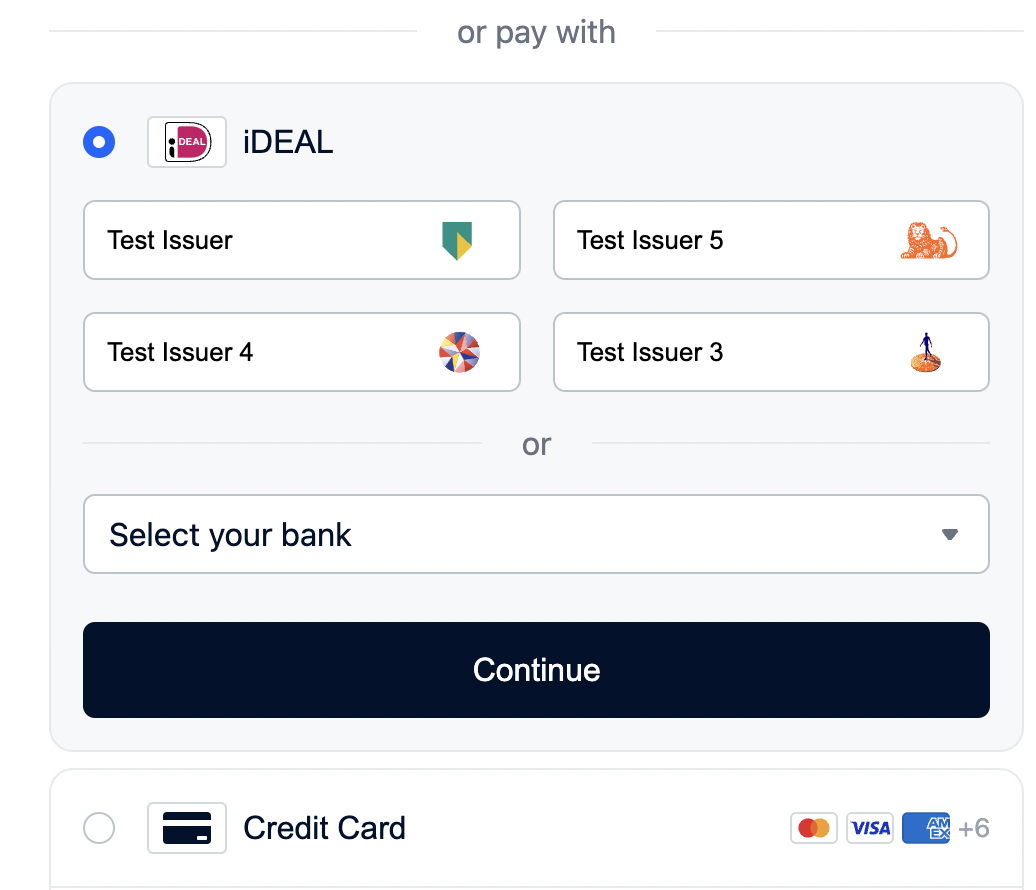 or pay with
iDEAL iDEAL
Test Issuer
Test Issuer 5
Test Issuer 4
Test Issuer 3
or
Select your bank
Continue
Credit Card VISA AM EX +6